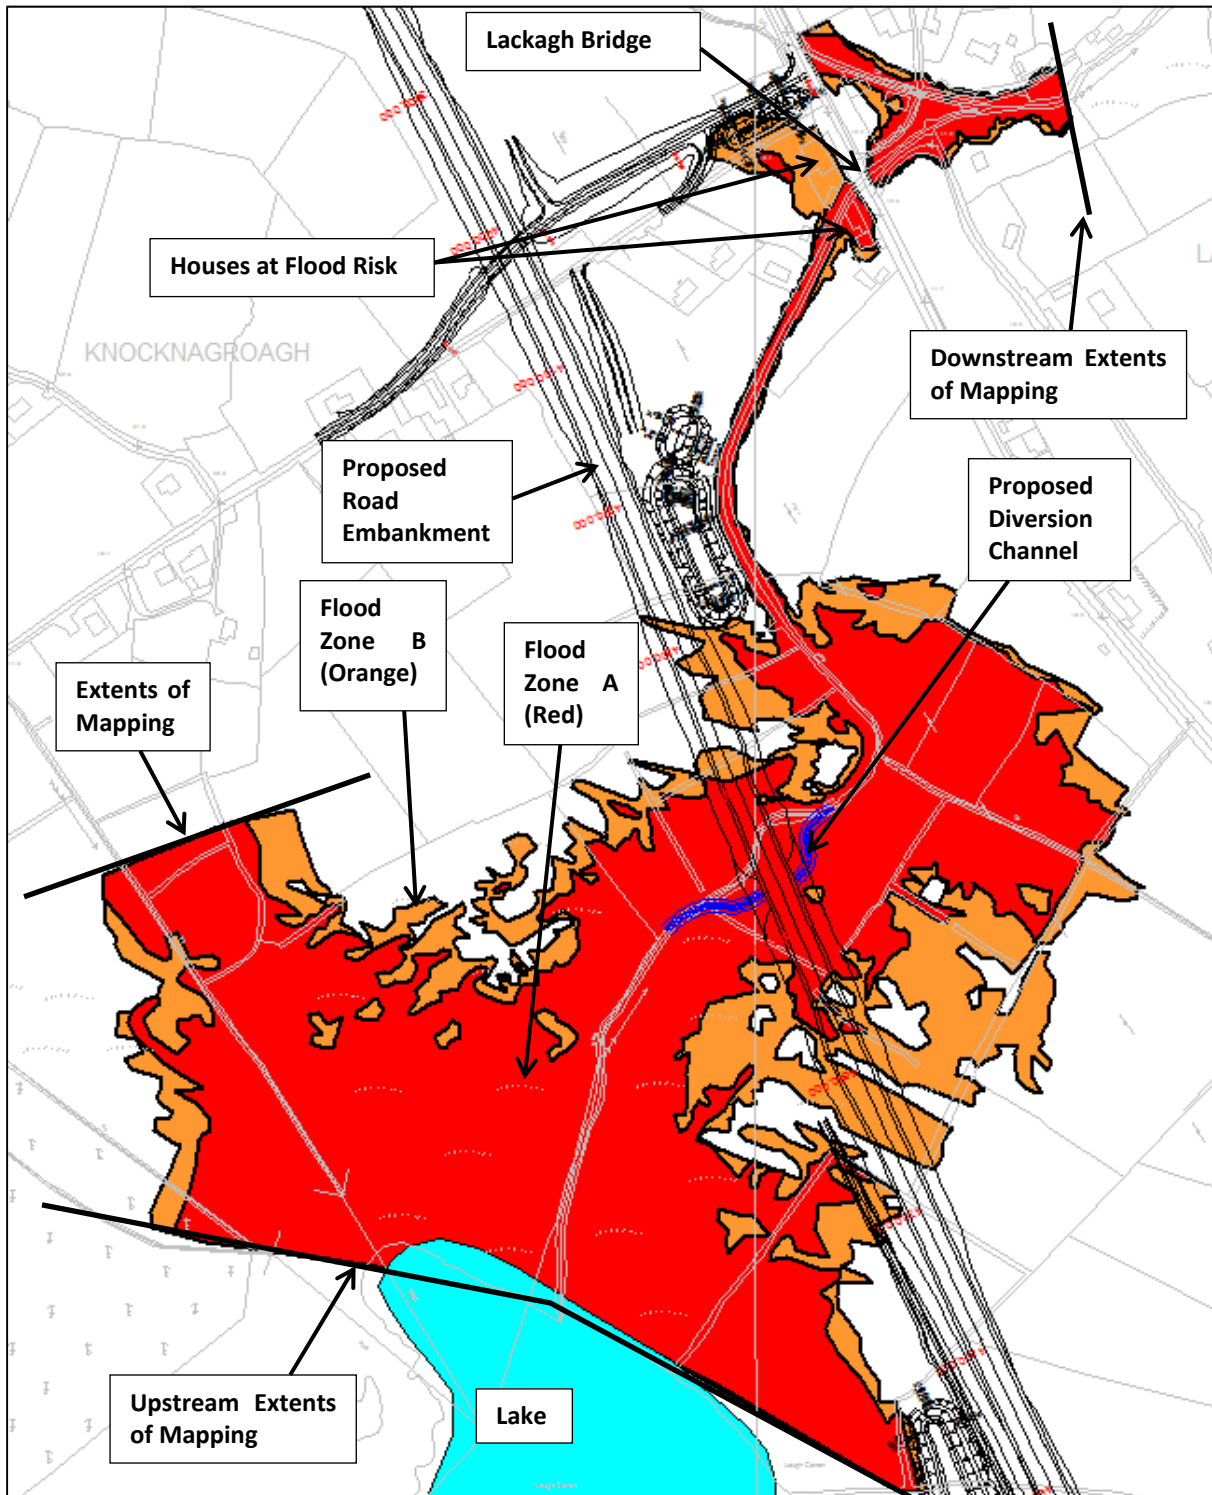 Lackagh Bridge
Houses at Flood Risk
KNOCKNAGROAGH
LA
Downstream Extents
of Mapping
Proposed
Road
Embankment
Proposed
Diversion
Channel
Flood
Zone B
(Orange)
Flood
Zone A
(Red)
Extents of
Mapping
Upstream Extents
of Mapping
Lake